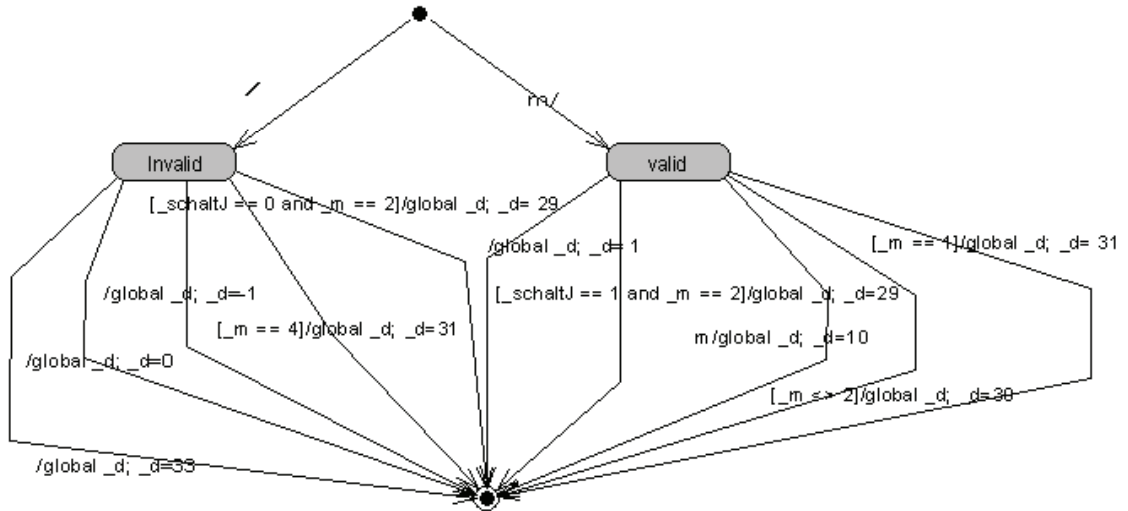 /
m/
Invalid
valid
[_schaltJ == 0 and _m == 2]/global _d; _d= 29
/global _d; _d= 1
[_m == 1]/global _d; _d= 31
/global _d; _d=-1
[_schaltJ == 1 and _m == 2]/global _d; _d=29
[_m == 4]/global _d; _d=31
m/global _d; _d=10
/global _d; _d=0
[_m <> 2]/global _d; _d=30
/global _d; _d=33